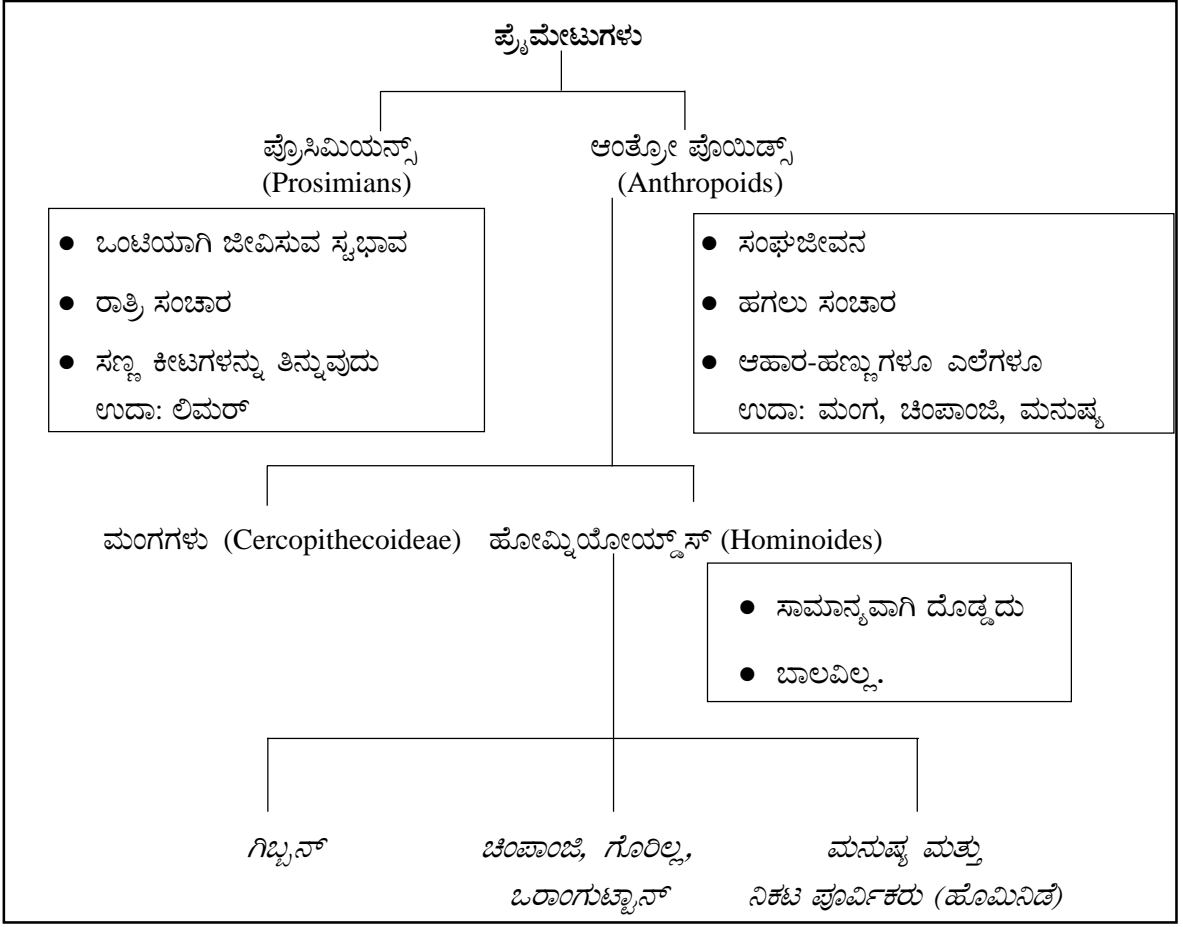 ಪ್ರೈಮೇಟುಗಳು
ಪ್ರೊಸಿಮಿಯನ್ಸ್
(Prosimians)
ಆಂತ್ರೋ ಪೊಯಿಡ್ಸ್
(Anthropoids)
● ಒಂಟಿಯಾಗಿ ಜೀವಿಸುವ ಸ್ವಭಾವ
● ರಾತ್ರಿ ಸಂಚಾರ
● ಸಣ್ಣ ಕೀಟಗಳನ್ನು ತಿನ್ನುವುದು
ಉದಾ: ಲಿಮರ್
● ಸಂಘಜೀವನ
● ಹಗಲು ಸಂಚಾರ
● ಆಹಾರ-ಹಣ್ಣುಗಳೂ ಎಲೆಗಳೂ
ಉದಾ: ಮಂಗ, ಚಿಂಪಾಂಜಿ, ಮನುಷ್ಯ
ಮಂಗಗಳು (Cercopithecoideae)
ಹೋಮ್ನಿಯೋಯ್ಡ್‌ಸ್ (Hominoides)
● ಸಾಮಾನ್ಯವಾಗಿ ದೊಡ್ಡದು
● ಬಾಲವಿಲ್ಲ.
ಗಿಬ್ಬನ್
ಚಿಂಪಾಂಜಿ, ಗೊರಿಲ್ಲ,
ಒರಾಂಗುಟ್ಟಾನ್
ಮನುಷ್ಯ ಮತ್ತು
ನಿಕಟ ಪೂರ್ವಿಕರು (ಹೊಮಿನಿಡೆ)